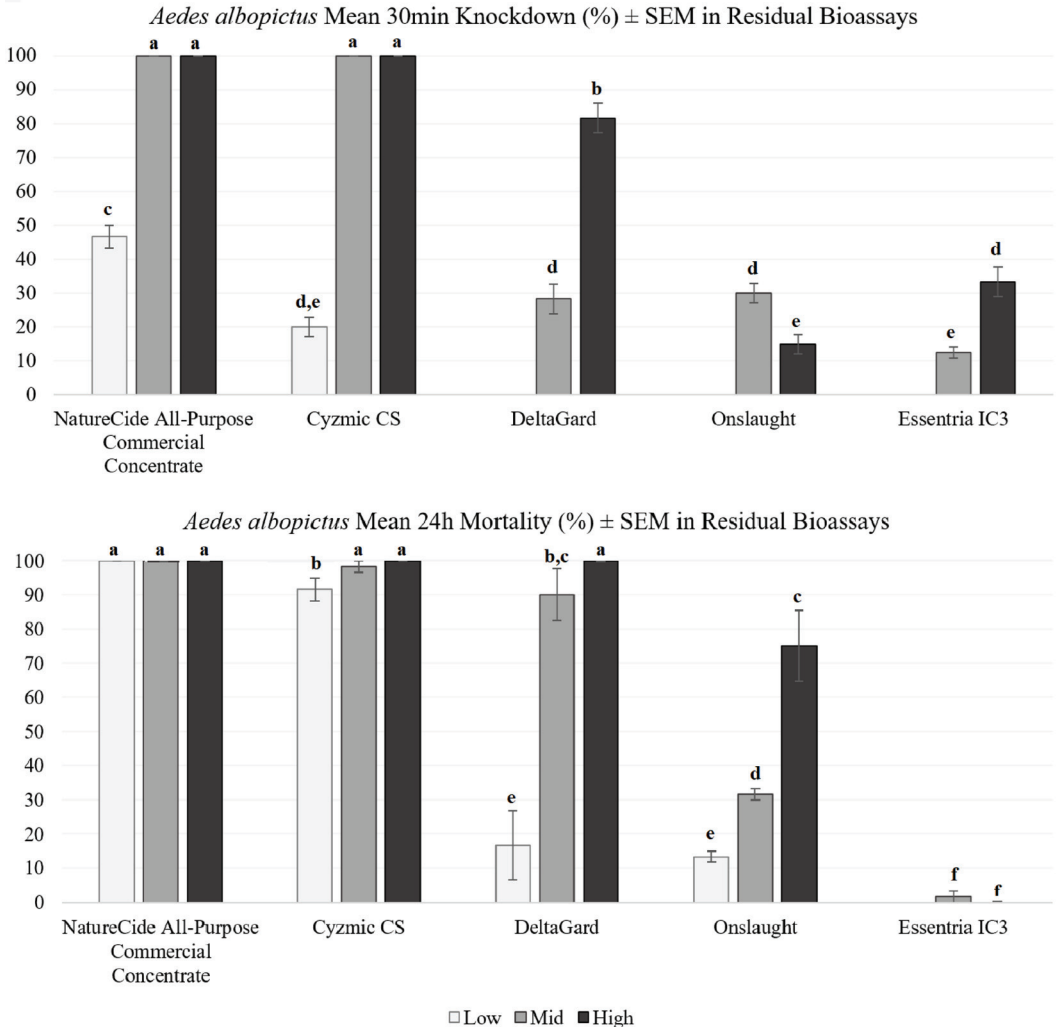 Aedes albopictus Mean 30min Knockdown (%) ± SEM in Residual Bioassays
100
90
80
70
60
50
40
30
20
10
0
c
a
a
d,e
a
a
d
b
d
e
e
d
NatureCide All-Purpose
Commercial
Concentrate
Cyzmic CS
DeltaGard
Onslaught
Essentria IC3
Aedes albopictus Mean 24h Mortality (%) ± SEM in Residual Bioassays
100
90
80
70
60
50
40
30
20
10
0
a
a
a
b
a
a
e
b,c
a
e
d
c
f
f
NatureCide All-Purpose
Commercial
Concentrate
Cyzmic CS
DeltaGard
Onslaught
Essentria IC3
Low Mid High